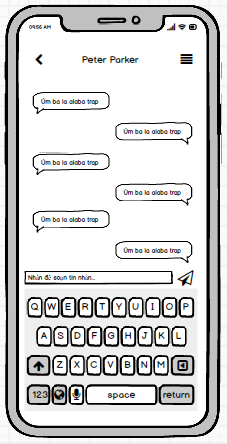 09:56 AM
Peter Parker
Úm ba la alaba trap
Úm ba la alaba trap
Úm ba la alaba trap
Úm ba la alaba trap
Úm ba la alaba trap
Úm ba la alaba trap
Nhấn để soạn tin nhắn...
Q W E R T Y U I O P
A S D F G H J K L
Z X C V B N M
123 space return